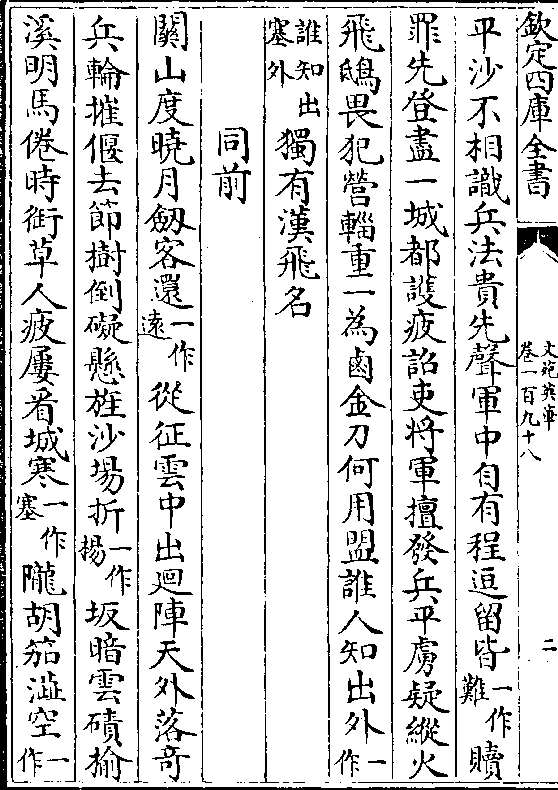 欽定四庫全書
平沙不相識兵法貴先聲軍中自有程逗留皆一作難贖
罪先登盡一城都護疲詔吏將軍擅發兵平虜疑縱火
飛鴟畏犯營輜重一為鹵金刀何用盟誰人知出外一作
誰知出塞外獨有漢飛名
同前
關山度曉月劔客還一作遠從征雲中出迴陣天外落竒
兵輪摧偃去節樹倒礙懸旌沙場折一作楊坂暗雲磧榆
溪明馬倦時銜草人疲屢看城寒一作塞隴胡笳澁空一作
文苑英華
卷一百九十八
二